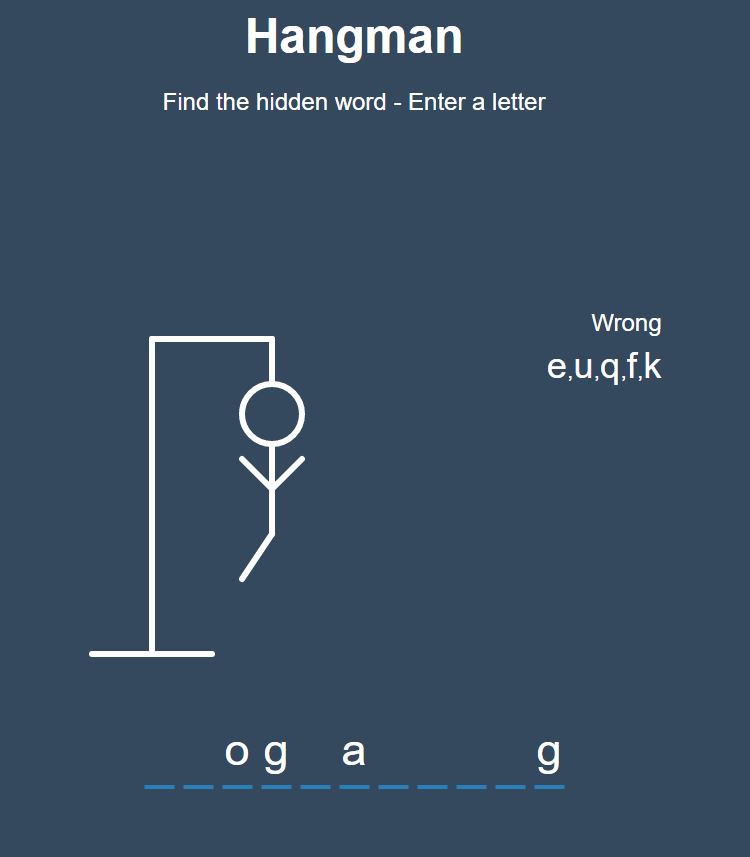 Hangman
Find the hidden word - Enter a letter
Wrong
e,u,q,f,k
o g a g